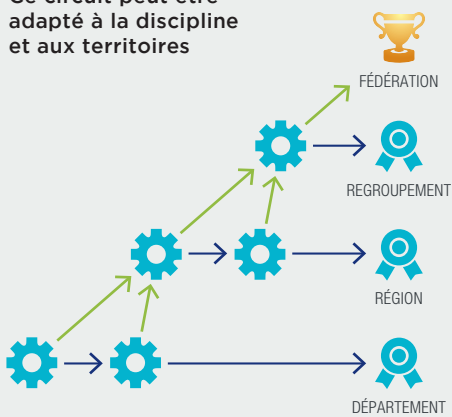 Ce circuit peut être
adapté à la discipline
et aux territoires
FÉDÉRATION
REGROUPEMENT
RÉGION
DÉPARTEMENT